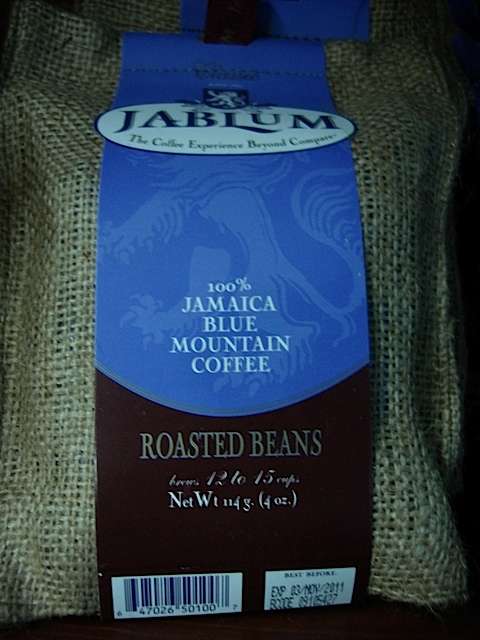 JABLUM
The Coffee Experience Beyond Compare™
100%
JAMAICA
BLUE
MOUNTAIN
COFFEE
ROASTED BEANS
brews 12 to 15 cups
Net Wt 114 g. (4 oz.)
BEST BEFORE
EXP 03/NOV/2011
6 47026 50100 7